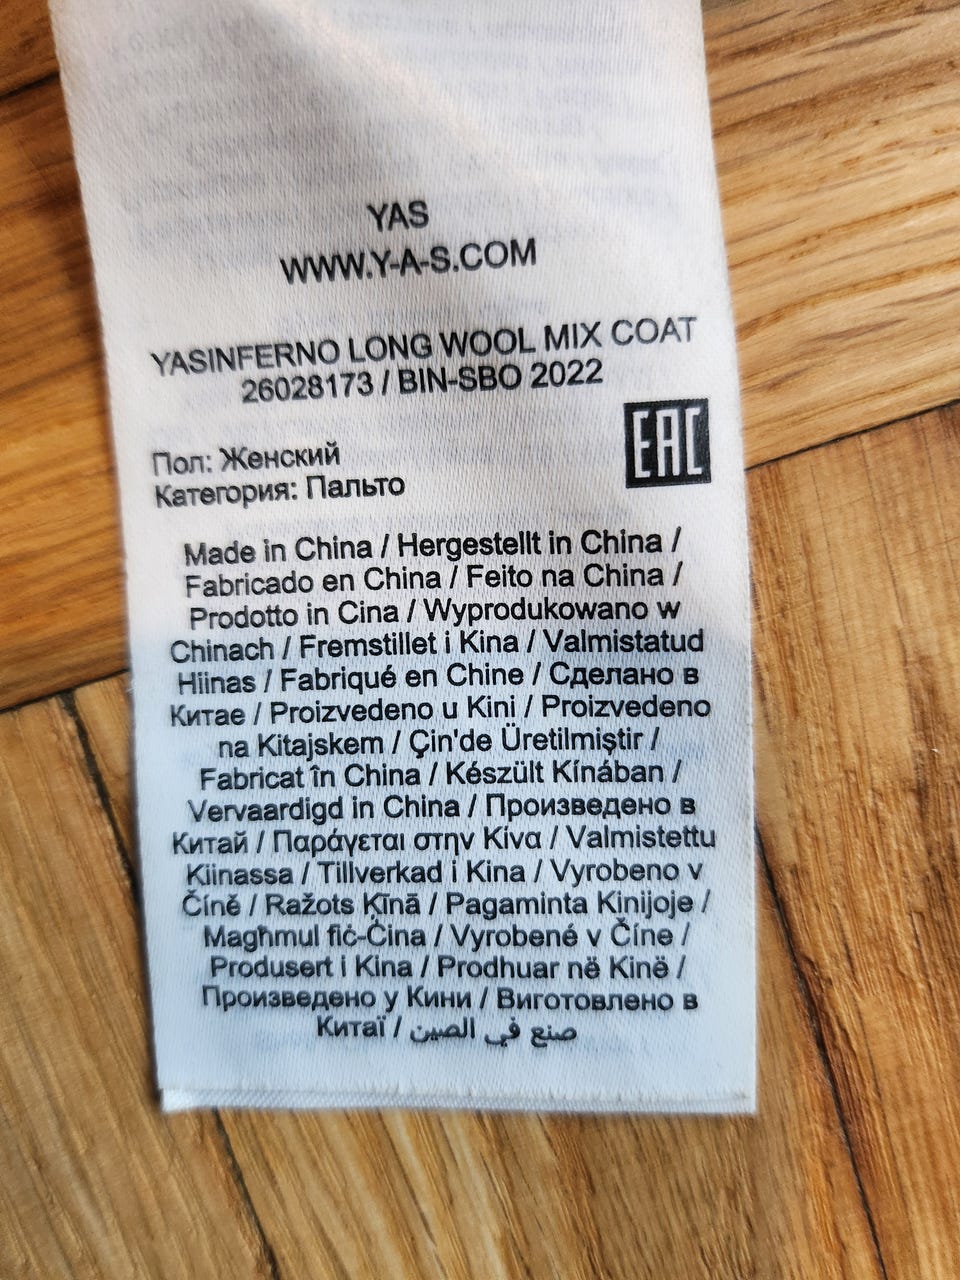 YAS
WWW.Y-A-S.COM
YASINFERNO LONG WOOL MIX COAT
26028173 / BIN-SBO 2022
EAC
Пол: Женский
Категория: Пальто
Made in China / Hergestellt in China /
Fabricado en China / Feito na China /
Prodotto in Cina / Wyprodukowano w
Chinach / Fremstillet i Kina / Valmistatud
Hiinas / Fabriqué en Chine / Сделано в
Китае / Proizvedeno u Kini / Proizvedeno
na Kitajskem / Çin'de Üretilmiştir /
Fabricat în China / Készült Kínában /
Vervaardigd in China / Произведено в
Китай / Παράγεται στην Κίνα / Valmistettu
Kiinassa / Tillverkad i Kina / Vyrobeno v
Číně / Ražots Ķīnā / Pagaminta Kinijoje /
Magħmul fiċ-Ċina / Vyrobené v Číne /
Produsert i Kina / Prodhuar në Kinë /
Произведено у Кини / Виготовлено в
Китаї / صنع في الصين